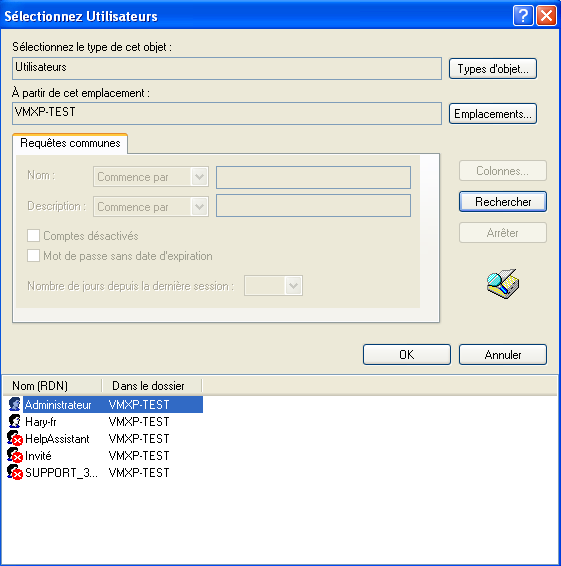 Sélectionnez Utilisateurs
Sélectionnez le type de cet objet :
Utilisateurs
Types d'objet...
À partir de cet emplacement :
VMXP-TEST
Emplacements...
Requêtes communes
Nom :
Commence par
Colonnes...
Description :
Commence par
Rechercher
Comptes désactivés
Arrêter
Mot de passe sans date d'expiration
Nombre de jours depuis la dernière session :
OK
Annuler
Nom (RDN) Dans le dossier
Administrateur VMXP-TEST
Hary-fr VMXP-TEST
HelpAssistant VMXP-TEST
Invité VMXP-TEST
SUPPORT_3... VMXP-TEST